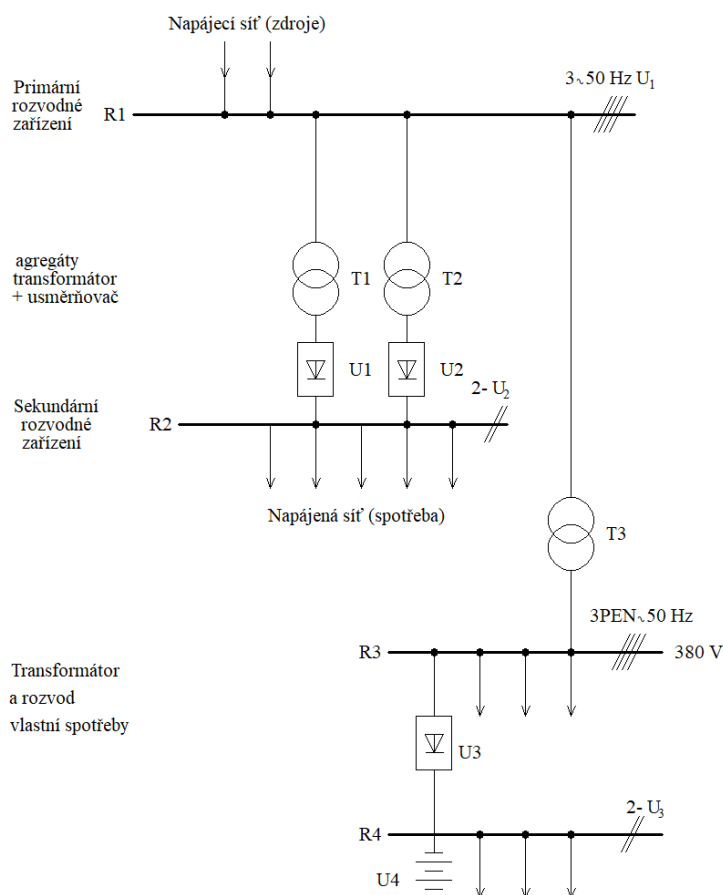 Napájecí síť (zdroje)
Primární
rozvodné
zařízení
R1
3∿50 Hz U1
agregáty
transformátor
+ usměrňovač
T1
T2
U1
U2
2- U2
Sekundární
rozvodné
zařízení
R2
Napájená síť (spotřeba)
T3
3PEN∿50 Hz
R3
380 V
Transformátor
a rozvod
vlastní spotřeby
U3
2- U3
R4
U4